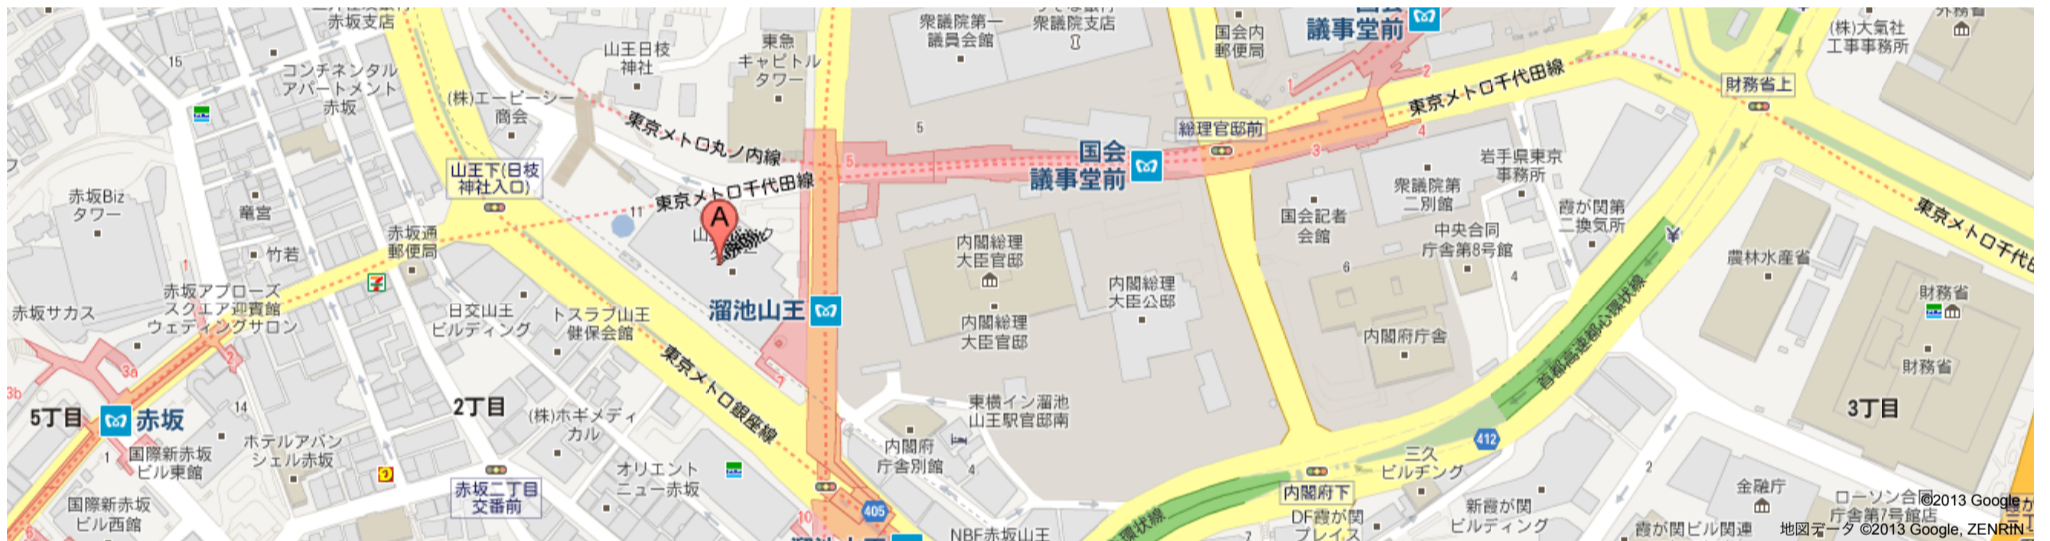 赤坂支店
15
コンチネンタル
アパートメント
赤坂
(株)エービーシー
商会
山王日枝
神社
東急
キャピトル
タワー
衆議院第一
議員会館
衆議院支店
国会内
郵便局
議事堂前
(株)大氣社
工事事務所
外務省
財務省上
東京メトロ千代田線
東京メトロ丸ノ内線
東京メトロ千代田線
5
5
国会
議事堂前
総理官邸前
1
2
3
4
山王下(日枝
神社入口)
赤坂Biz
タワー
竜宮
竹若
赤坂通
郵便局
11
A
岩手県東京
事務所
衆議院第
二別館
国会記者
会館
中央合同
庁舎第8号館
霞が関第
二換気所
4
6
農林水産省
財務省
財務省
内閣総理
大臣官邸
内閣総理
大臣官邸
内閣総理
大臣公邸
内閣府庁舎
首都高速都心環状線
溜池山王
7
1
赤坂アプローズ
スクエア迎賓館
ウェディングサロン
赤坂サカス
日交山王
ビルディング
トスラブ山王
健保会館
東京メトロ銀座線
2
3a
3b
5丁目
赤坂
14
2丁目
(株)ホギメディ
カル
1
国際新赤坂
ビル東館
ホテルアバン
シェル赤坂
国際新赤坂
ビル西館
6
赤坂二丁目
交番前
オリエント
ニュー赤坂
東横イン溜池
山王駅官邸南
内閣府
庁舎別館
4
405
10
NBF赤坂山王
環状線
内閣府下
DF霞が関
プレイス
7
三久
ビルヂング
412
新霞が関
ビルディング
2
3丁目
金融庁
霞が関ビル関連
ローソン合同
庁舎第7号館店
©2013 Google
地図データ ©2013 Google, ZENRIN